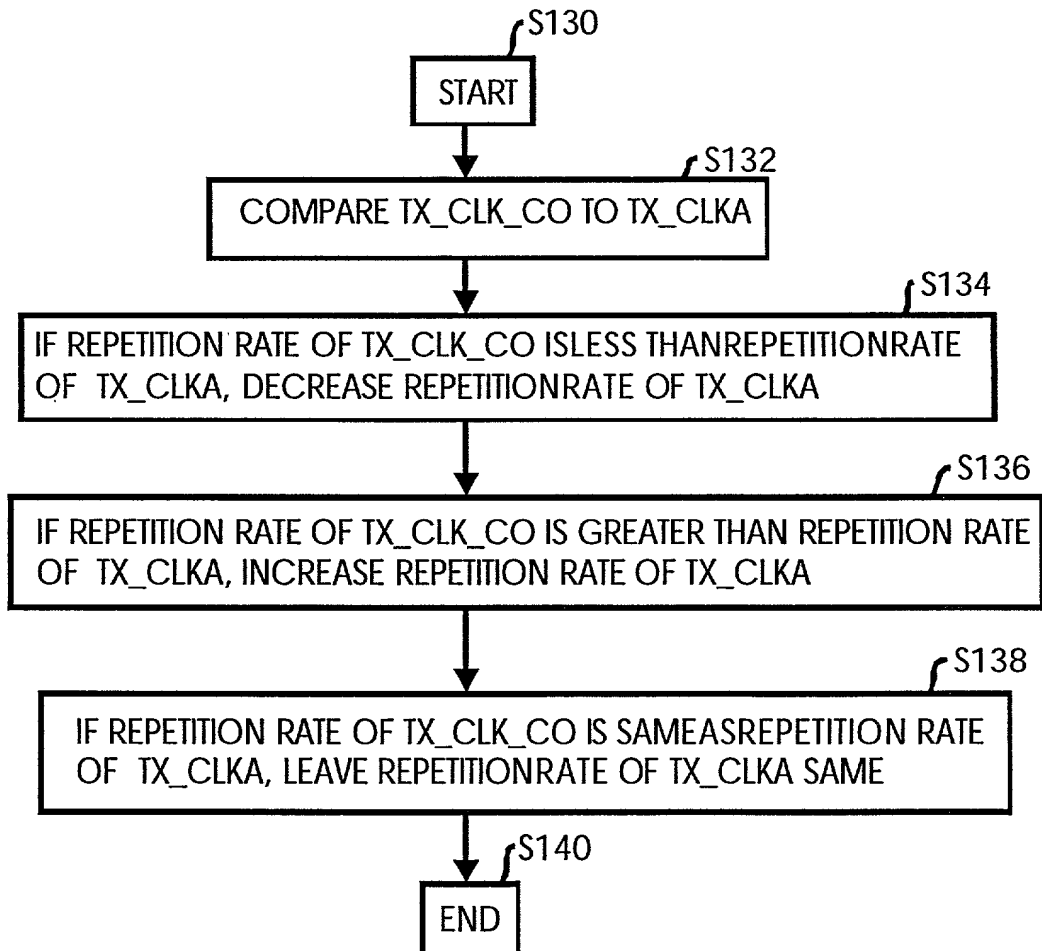 S130
START
S132
COMPARE TX_CLK_CO TO TX_CLKA
S134
IF REPETITION RATE OF TX_CLK_CO ISLESS THANREPETITIONRATE
OF TX_CLKA, DECREASE REPETITIONRATE OF TX_CLKA
S136
IF REPETITION RATE OF TX_CLK_CO IS GREATER THAN REPETITION RATE
OF TX_CLKA, INCREASE REPETITION RATE OF TX_CLKA
S138
IF REPETITION RATE OF TX_CLK_CO IS SAMEASREPETITION RATE
OF TX_CLKA, LEAVE REPETITIONRATE OF TX_CLKA SAME
S140
END